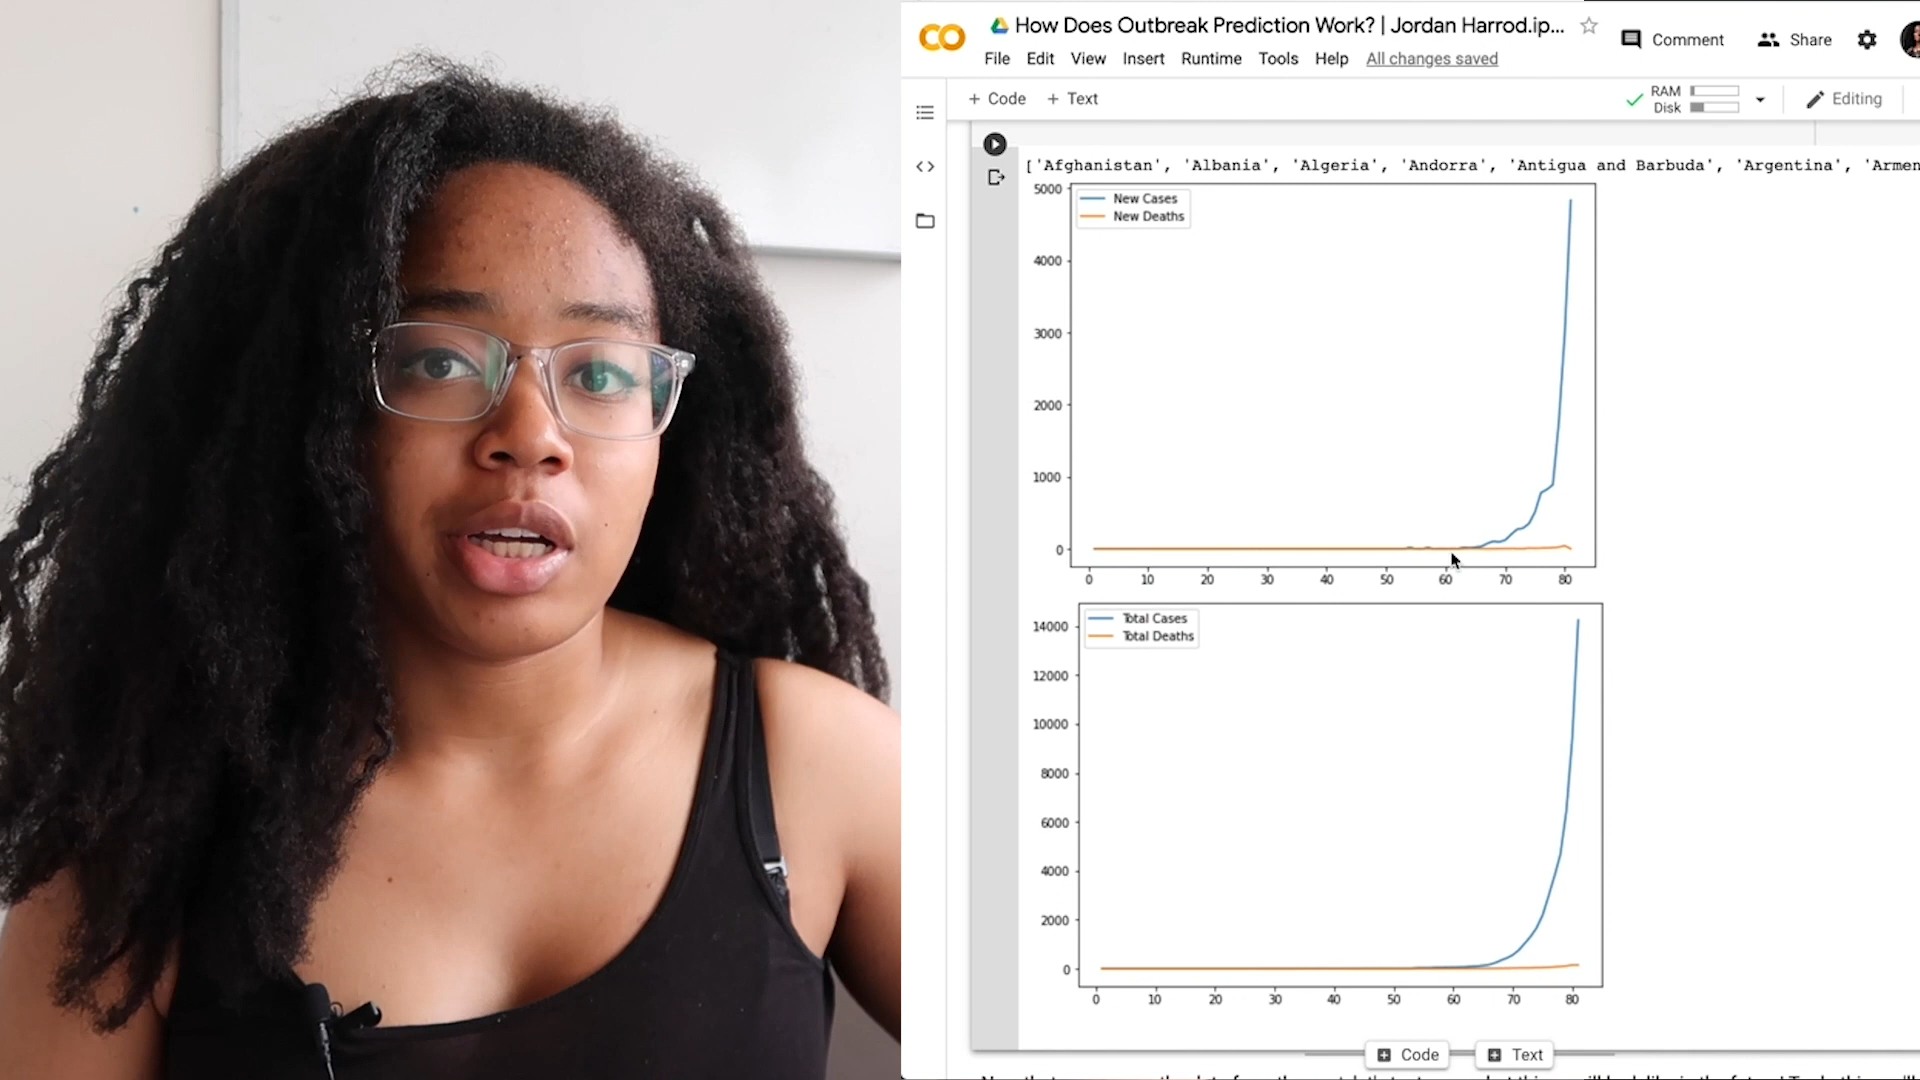 How Does Outbreak Prediction Work? | Jordan Harrod.ip...
Comment
Share
File Edit View Insert Runtime Tools Help All changes saved
+ Code + Text
RAM
Disk
Editing
['Afghanistan', 'Albania', 'Algeria', 'Andorra', 'Antigua and Barbuda', 'Argentina', 'Armen
New Cases
New Deaths
5000
4000
3000
2000
1000
0
0 10 20 30 40 50 60 70 80
Total Cases
Total Deaths
14000
12000
10000
8000
6000
4000
2000
0
0 10 20 30 40 50 60 70 80
Code Text